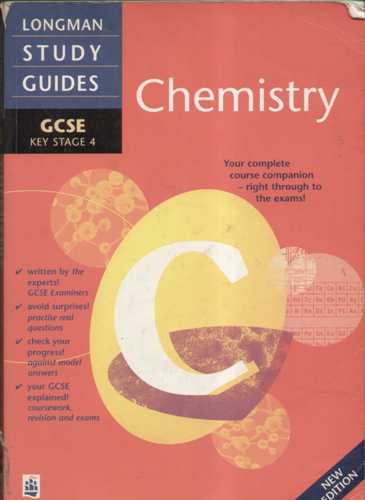 LONGMAN
STUDY
GUIDES
GCSE
KEY STAGE 4
Chemistry
Your complete
course companion
– right through to
the exams!
C
✔ written by the
experts!
GCSE Examiners
✔ avoid surprises!
practise real
questions
✔ check your
progress!
against model
answers
✔ your GCSE
explained!
coursework,
revision and exams
NEW
EDITION